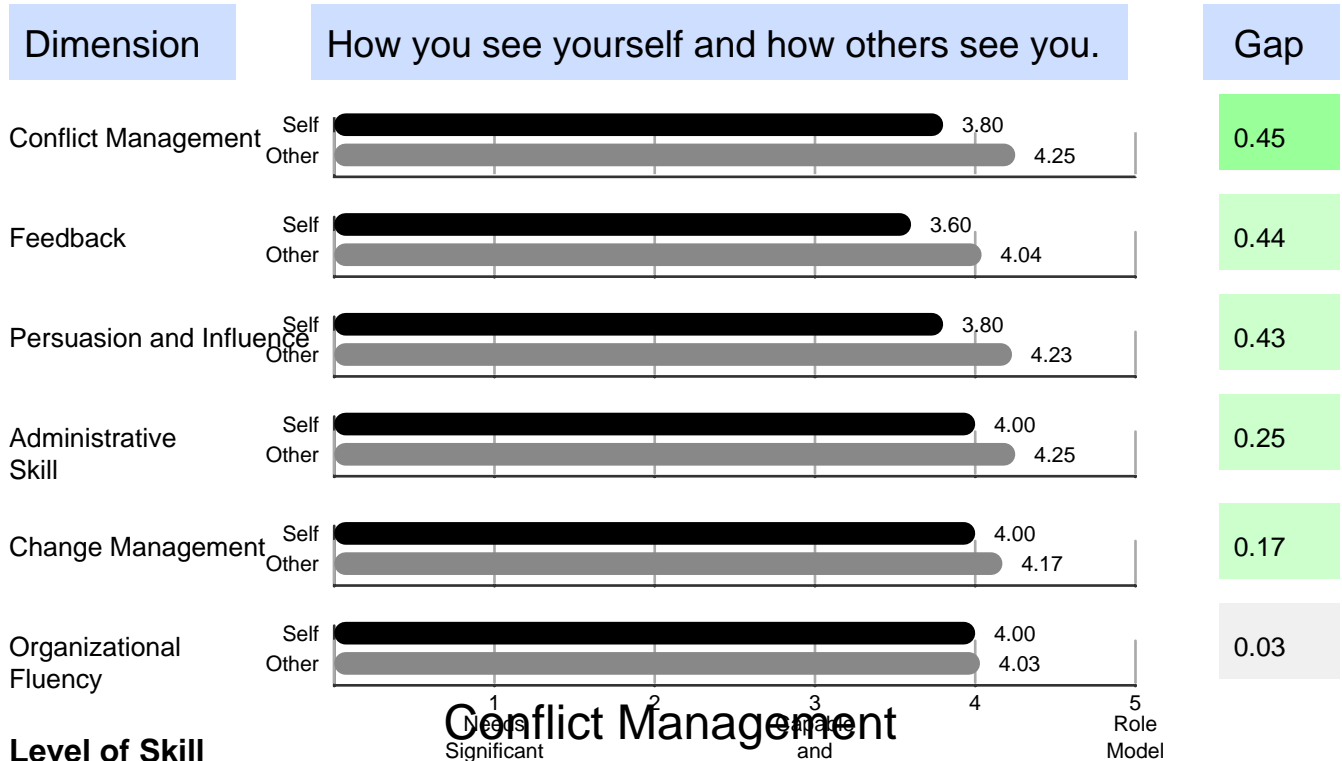 Dimension How you see yourself and how others see you. Gap
Conflict Management Self 3.80 0.45
Other 4.25
Feedback Self 3.60 0.44
Other 4.04
Persuasion and Influence Self 3.80 0.43
Other 4.23
Administrative Skill Self 4.00 0.25
Other 4.25
Change Management Self 4.00 0.17
Other 4.17
Organizational Fluency Self 4.00 0.03
Other 4.03
1 2 3 4 5
Conflict Management
Needs Capable Role
Level of Skill Significant and Model